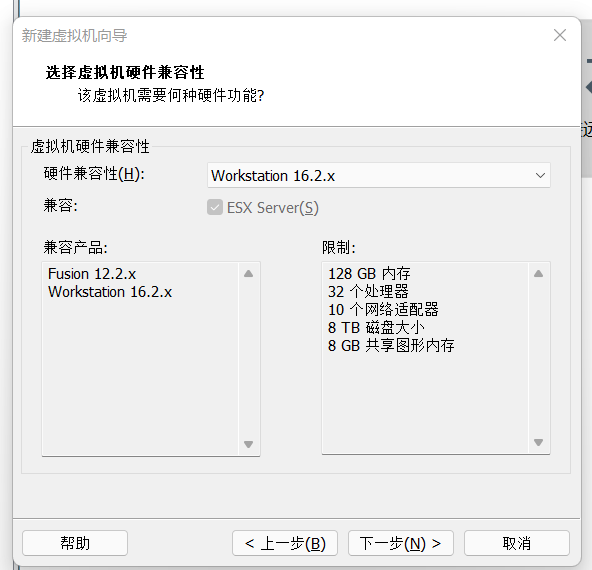 新建虚拟机向导
选择虚拟机硬件兼容性
该虚拟机需要何种硬件功能?
虚拟机硬件兼容性
硬件兼容性(H):
Workstation 16.2.x
兼容:
ESX Server(S)
兼容产品:
Fusion 12.2.x
Workstation 16.2.x
限制:
128 GB 内存
32 个处理器
10 个网络适配器
8 TB 磁盘大小
8 GB 共享图形内存
帮助
< 上一步(B)
下一步(N) >
取消